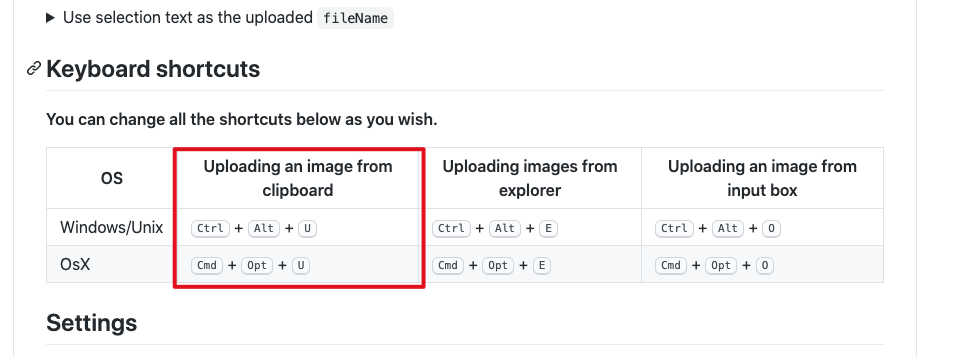 Use selection text as the uploaded fileName
Keyboard shortcuts
You can change all the shortcuts below as you wish.
OS
Uploading an image from
clipboard
Uploading images from
explorer
Uploading an image from
input box
Windows/Unix
Ctrl + Alt + U
Ctrl + Alt + E
Ctrl + Alt + O
OsX
Cmd + Opt + U
Cmd + Opt + E
Cmd + Opt + O
Settings